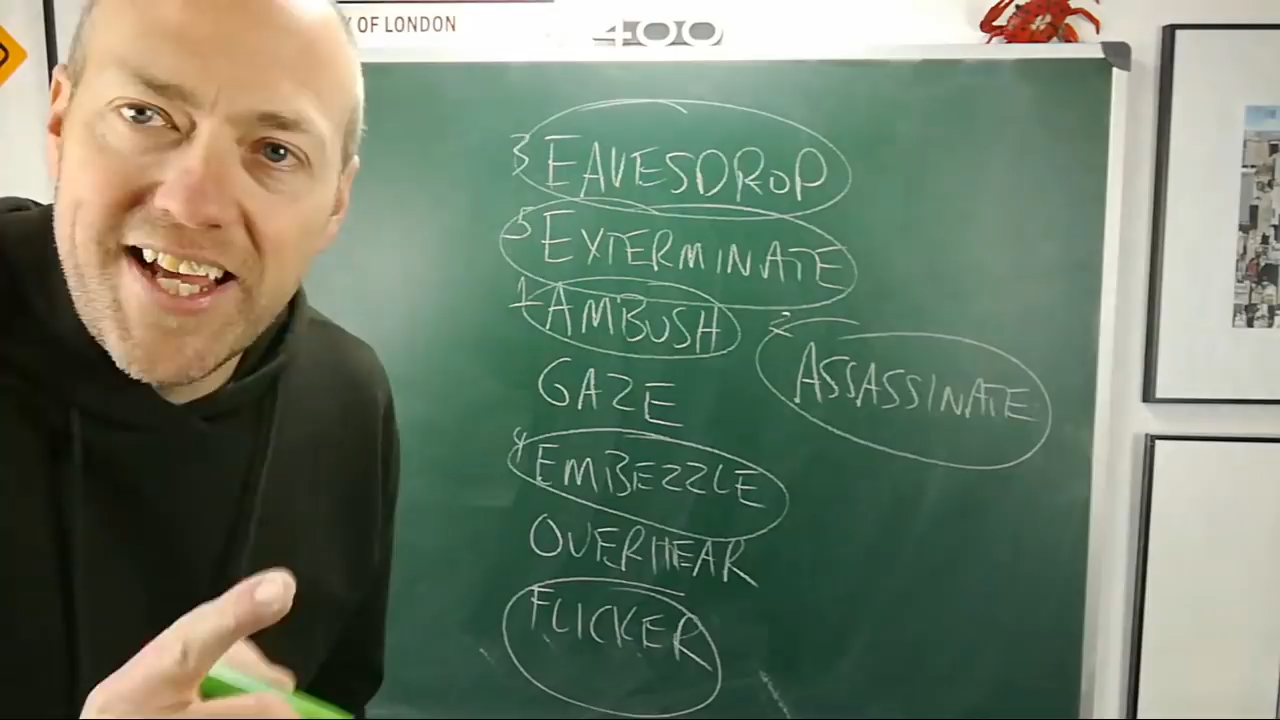 Y OF LONDON
400
3 EAVESDROP
5 EXTERMINATE
1 AMBUSH
2 ASSASSINATE
GAZE
4 EMBEZZLE
OVERHEAR
FLICKER